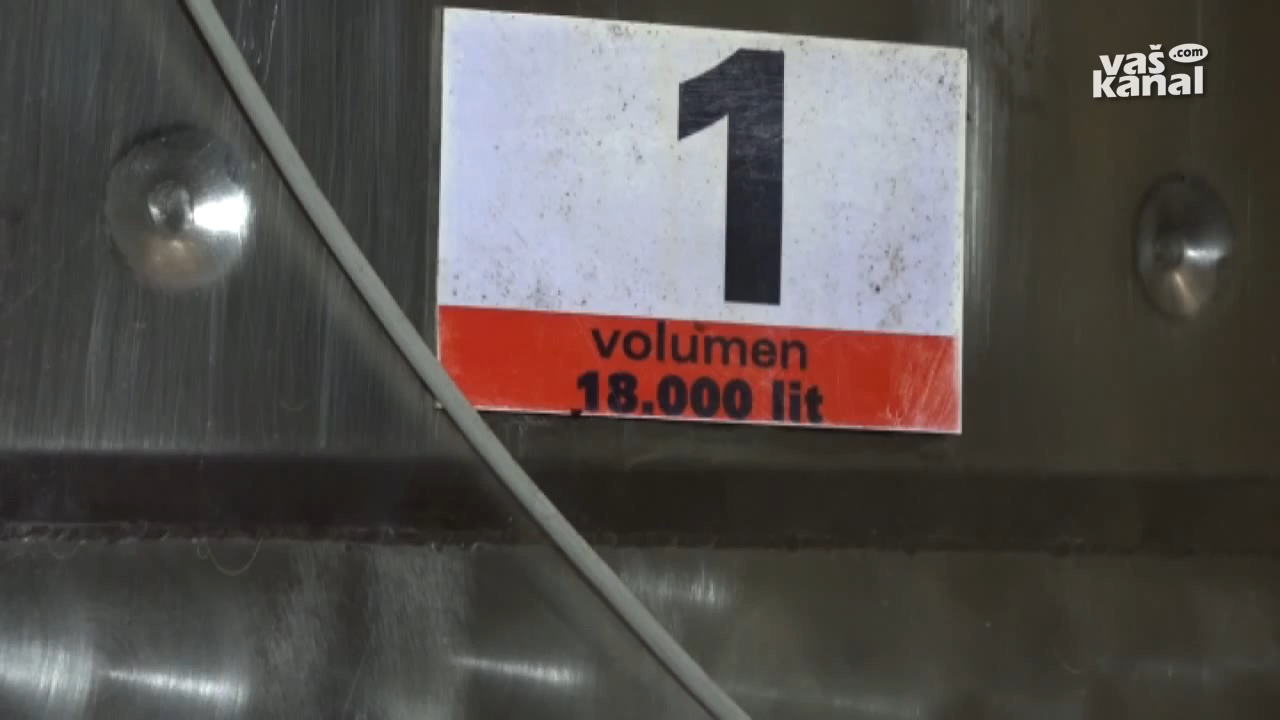 1
volumen
18.000 lit
vaš
.com
kanal